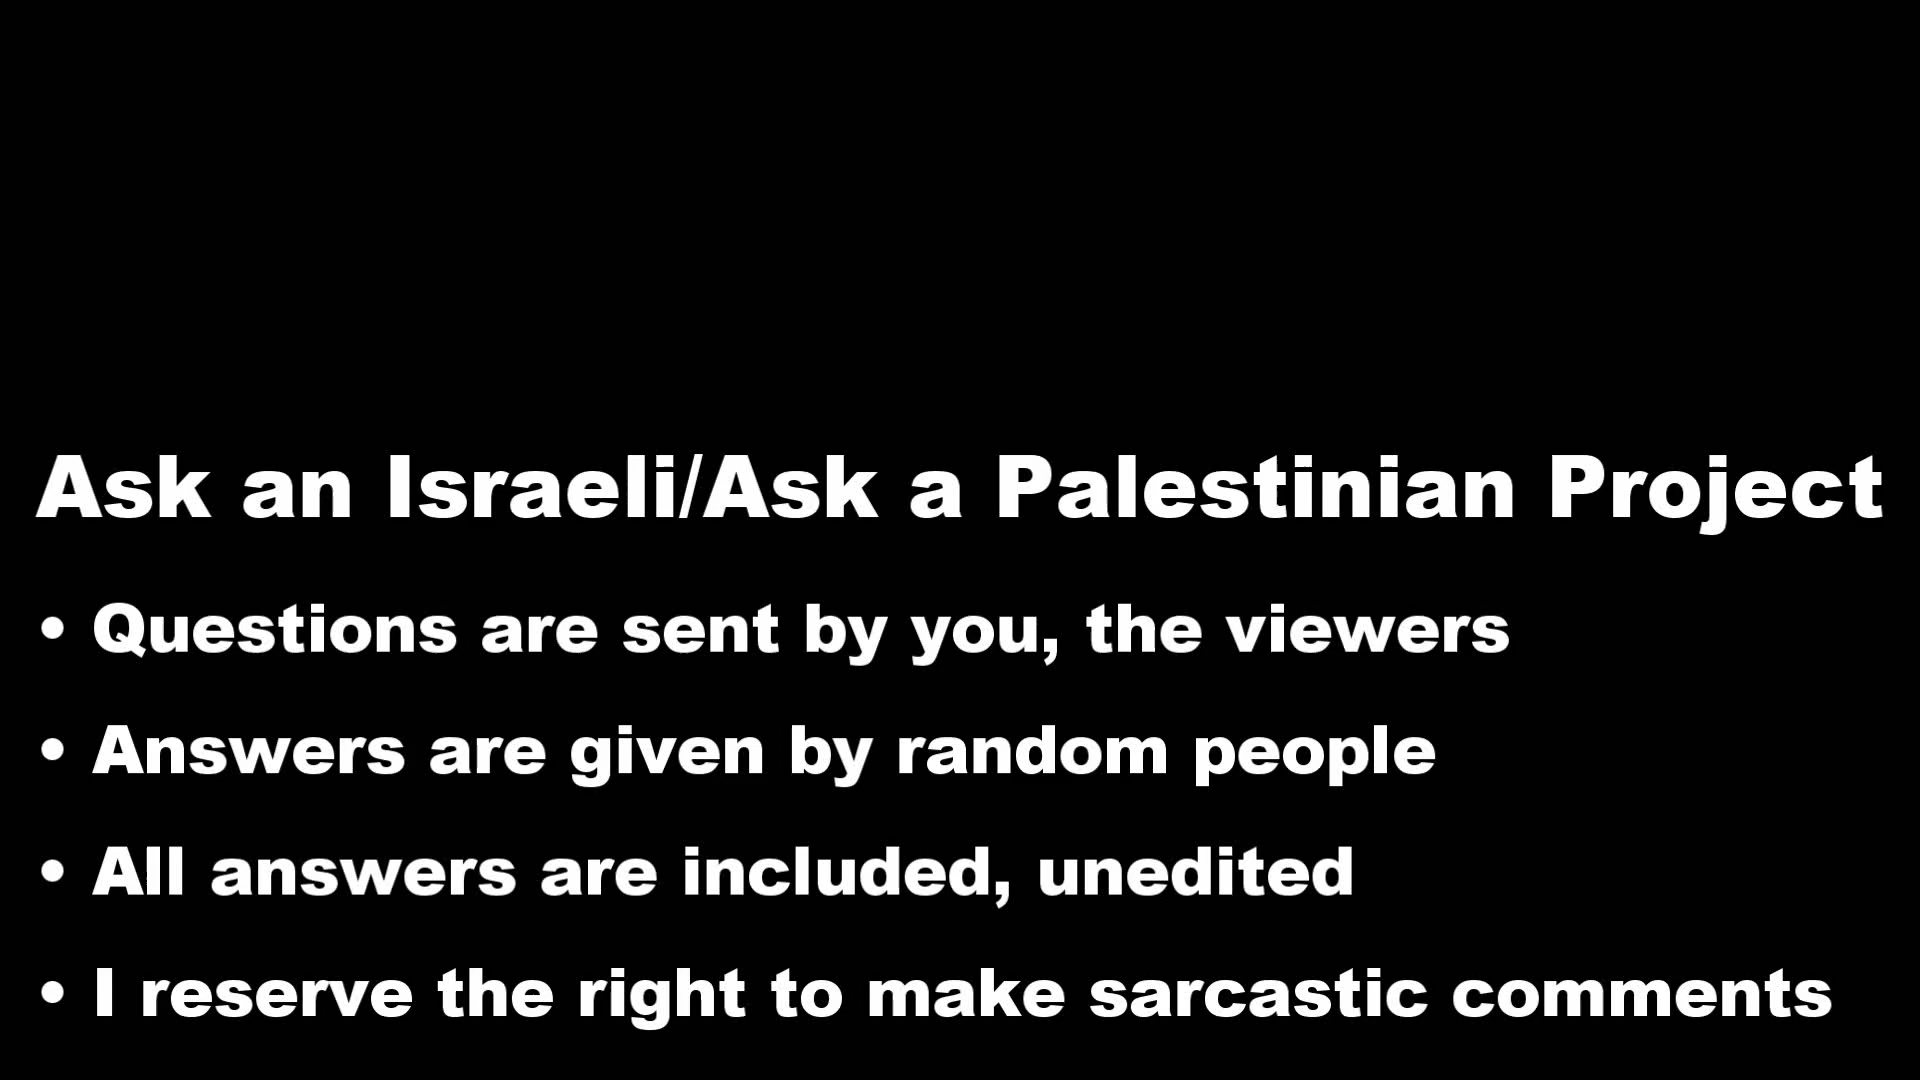 Ask an Israeli/Ask a Palestinian Project
• Questions are sent by you, the viewers
• Answers are given by random people
• All answers are included, unedited
• I reserve the right to make sarcastic comments